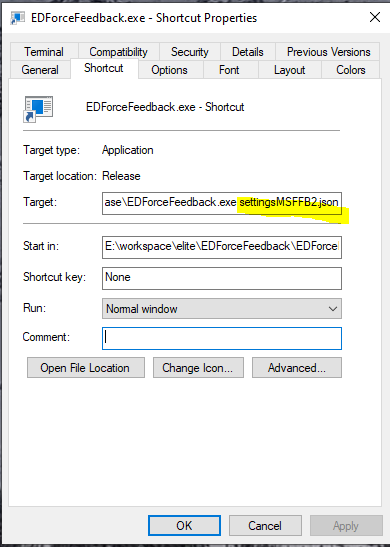 EDForceFeedback.exe - Shortcut Properties
Terminal Compatibility Security Details Previous Versions
General Shortcut Options Font Layout Colors
EDForceFeedback.exe - Shortcut
Target type: Application
Target location: Release
Target: ase\EDForceFeedback.exe settingsMSFFB2.json
Start in: E:\workspace\elite\EDForceFeedback\EDForceF
Shortcut key: None
Run: Normal window
Comment:
Open File Location Change Icon... Advanced...
OK Cancel Apply